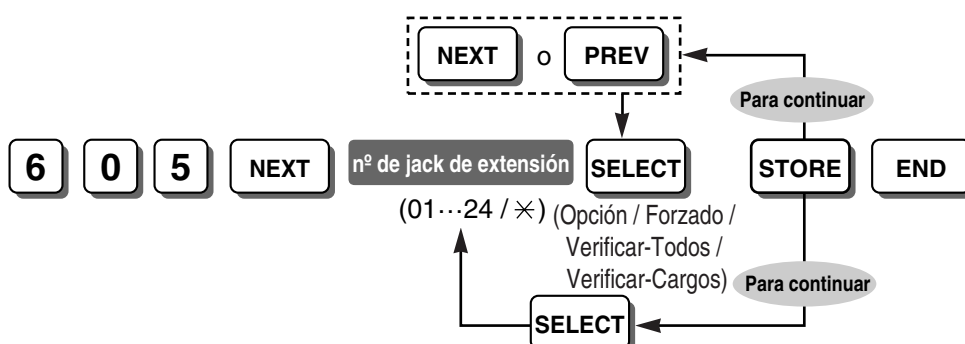 NEXT o PREV
Para continuar
6 0 5 NEXT nº de jack de extensión SELECT STORE END
(01···24 / ✳) (Opción / Forzado /
Verificar-Todos /
Verificar-Cargos)
Para continuar
SELECT